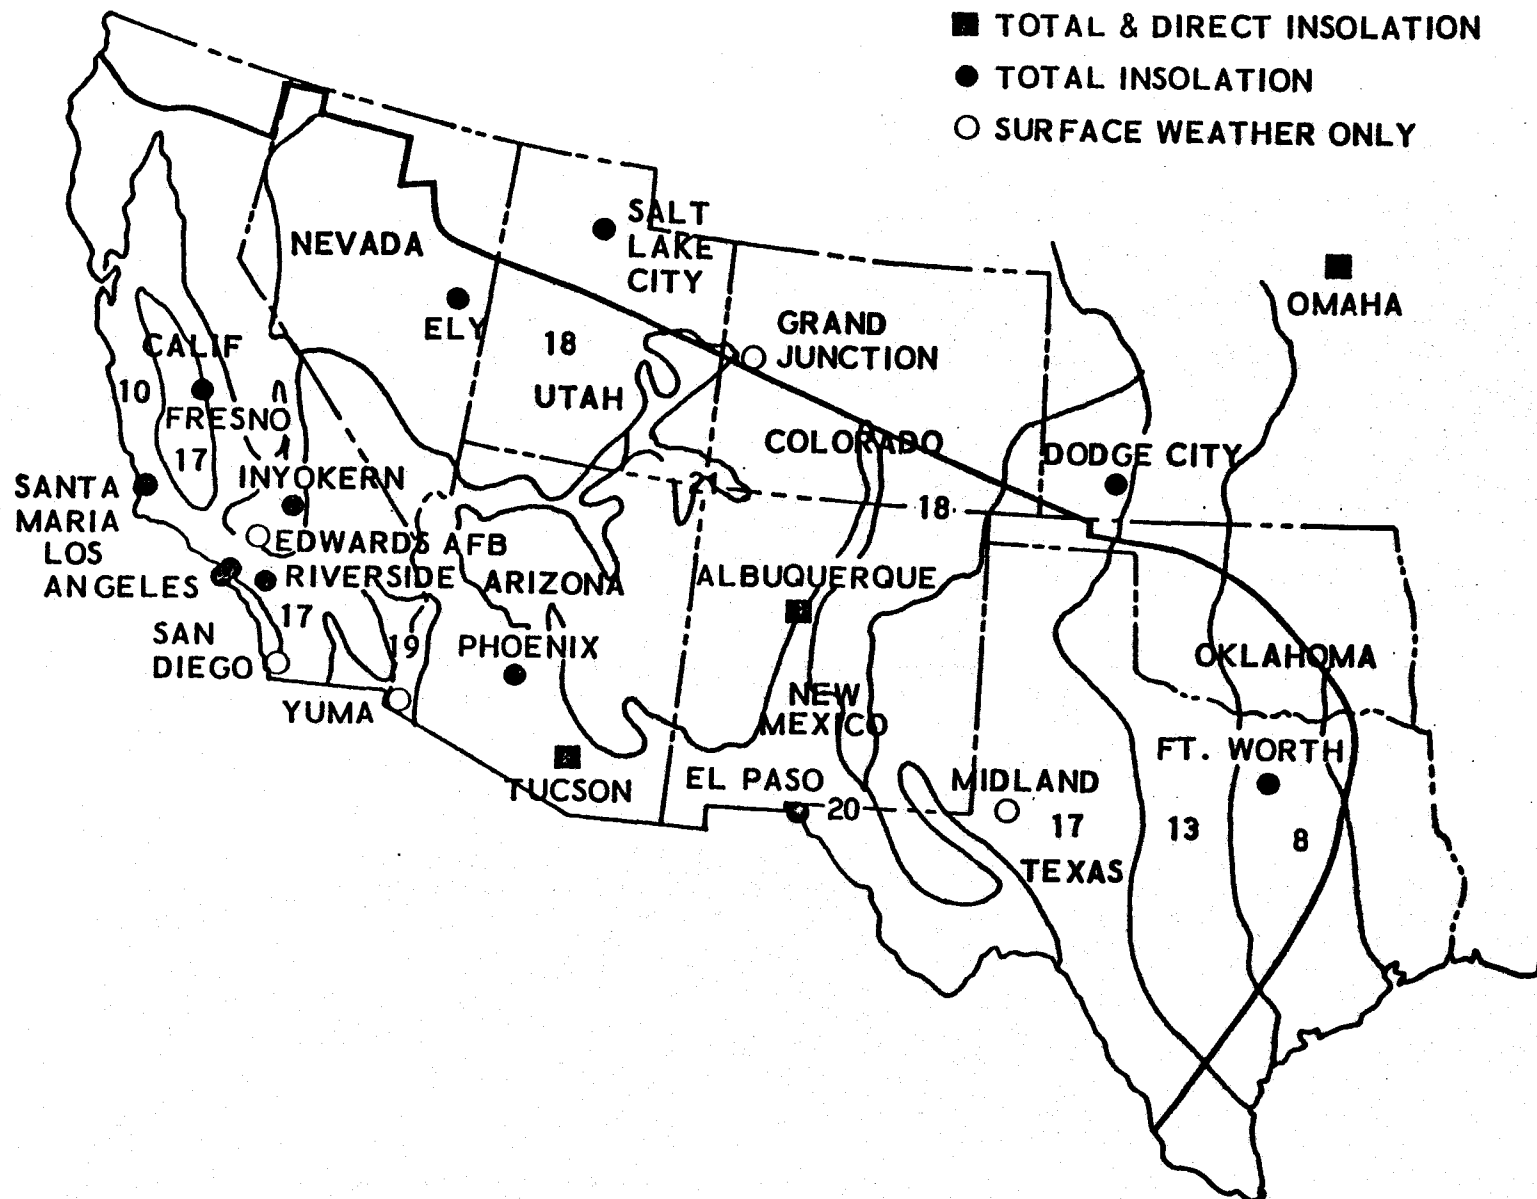 TOTAL & DIRECT INSOLATION
TOTAL INSOLATION
SURFACE WEATHER ONLY
SALT
LAKE
CITY
NEVADA
OMAHA
ELY
18
GRAND
JUNCTION
CALIF
10
UTAH
FRESNO
17
COLORADO
DODGE CITY
INYOKERN
SANTA
MARIA
21
18
LOS
ANGELES
EDWARDS AFB
RIVERSIDE
ARIZONA
ALBUQUERQUE
17
SAN
DIEGO
19
PHOENIX
OKLAHOMA
YUMA
NEW
MEXICO
FT. WORTH
TUCSON
EL PASO
20
MIDLAND
17
13
8
TEXAS